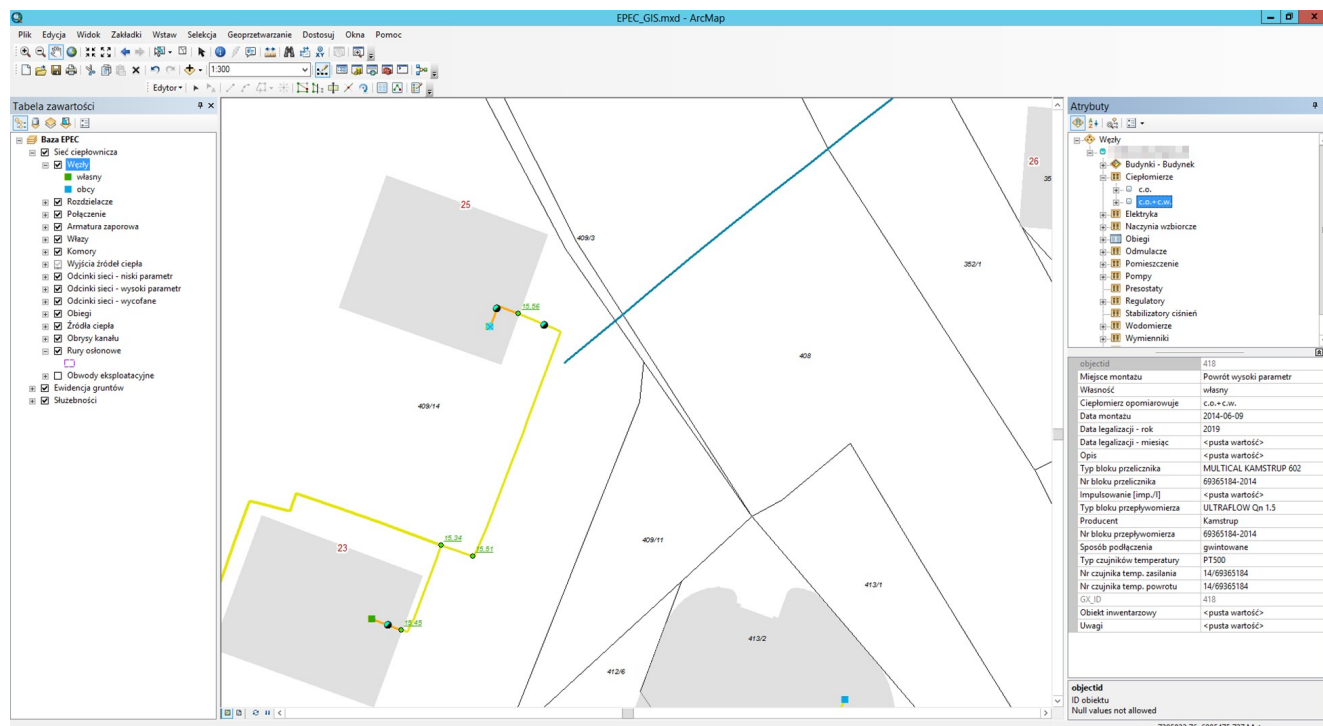 EPEC_GIS.mxd - ArcMap
Plik Edycja Widok Zakładki Wstaw Selekcja Geoprzetwarzanie Dostosuj Okna Pomoc
1:300
Edytor
Tabela zawartości
Baza EPEC
Sieć ciepłownicza
Węzły
własny
obcy
Rozdzielacze
Połączenie
Armatura zaporowa
Włazy
Komory
Wyjścia źródeł ciepła
Odcinki sieci - niski parametr
Odcinki sieci - wysoki parametr
Odcinki sieci - wycofane
Obiegi
Źródła ciepła
Obrysy kanału
Rury osłonowe
Obwody eksploatacyjne
Ewidencja gruntów
Służebności
25
26
35
409/3
352/1
15.56
408
409/14
15.34
15.51
23
409/11
413/1
15.45
413/2
412/6
Atrybuty
Węzły
Budynki - Budynek
Ciepłomierze
c.o.
c.o.+c.w.
Elektryka
Naczynia wzbiorcze
Obiegi
Odmulacze
Pomieszczenie
Pompy
Presostaty
Regulatory
Stabilizatory ciśnień
Wodomierze
Wymienniki
objectid 418
Miejsce montażu Powrót wysoki parametr
Własność własny
Ciepłomierz opomiarowuje c.o.+c.w.
Data montażu 2014-06-09
Data legalizacji - rok 2019
Data legalizacji - miesiąc <pusta wartość>
Opis <pusta wartość>
Typ bloku przelicznika MULTICAL KAMSTRUP 602
Nr bloku przelicznika 69365184-2014
Impulsowanie [imp./l] <pusta wartość>
Typ bloku przepływomierza ULTRAFLOW Qn 1.5
Producent Kamstrup
Nr bloku przepływomierza 69365184-2014
Sposób podłączenia gwintowane
Typ czujników temperatury PT500
Nr czujnika temp. zasilania 14/69365184
Nr czujnika temp. powrotu 14/69365184
GX_ID 418
Obiekt inwentarzowy <pusta wartość>
Uwagi <pusta wartość>
objectid
ID obiektu
Null values not allowed